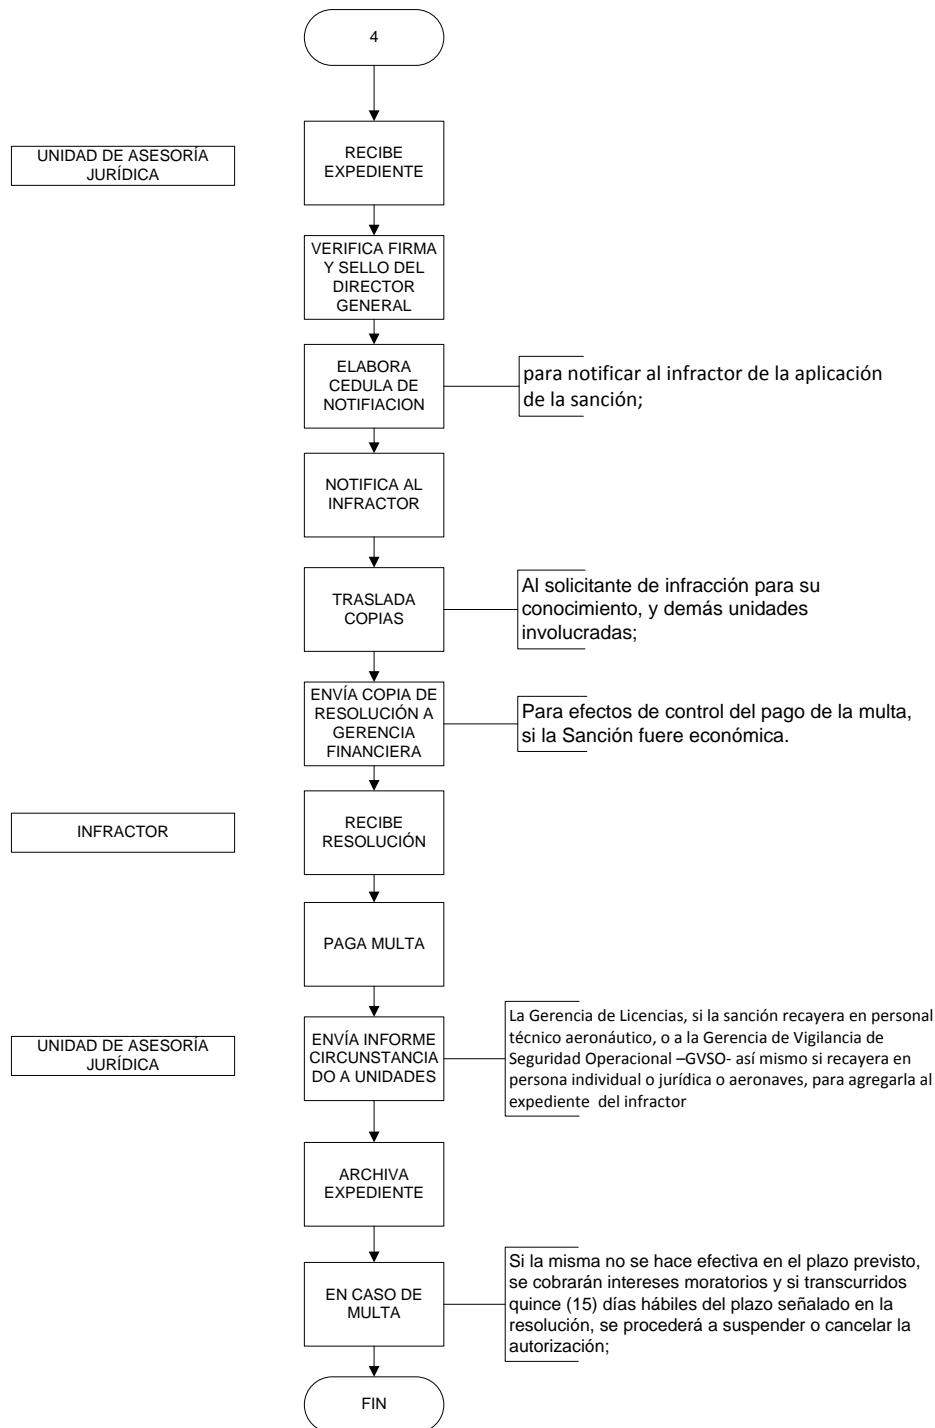 4
UNIDAD DE ASESORÍA
JURÍDICA
RECIBE
EXPEDIENTE
VERIFICA FIRMA
Y SELLO DEL
DIRECTOR
GENERAL
ELABORA
CEDULA DE
NOTIFIACION
para notificar al infractor de la aplicación
de la sanción;
NOTIFICA AL
INFRACTOR
TRASLADA
COPIAS
Al solicitante de infracción para su
conocimiento, y demás unidades
involucradas;
ENVÍA COPIA DE
RESOLUCIÓN A
GERENCIA
FINANCIERA
Para efectos de control del pago de la multa,
si la Sanción fuere económica.
INFRACTOR
RECIBE
RESOLUCIÓN
PAGA MULTA
UNIDAD DE ASESORÍA
JURÍDICA
ENVÍA INFORME
CIRCUNSTANCIA
DO A UNIDADES
La Gerencia de Licencias, si la sanción recayera en personal
técnico aeronáutico, o a la Gerencia de Vigilancia de
Seguridad Operacional –GVSO- así mismo si recayera en
persona individual o jurídica o aeronaves, para agregarla al
expediente del infractor
ARCHIVA
EXPEDIENTE
EN CASO DE
MULTA
Si la misma no se hace efectiva en el plazo previsto,
se cobrarán intereses moratorios y si transcurridos
quince (15) días hábiles del plazo señalado en la
resolución, se procederá a suspender o cancelar la
autorización;
FIN